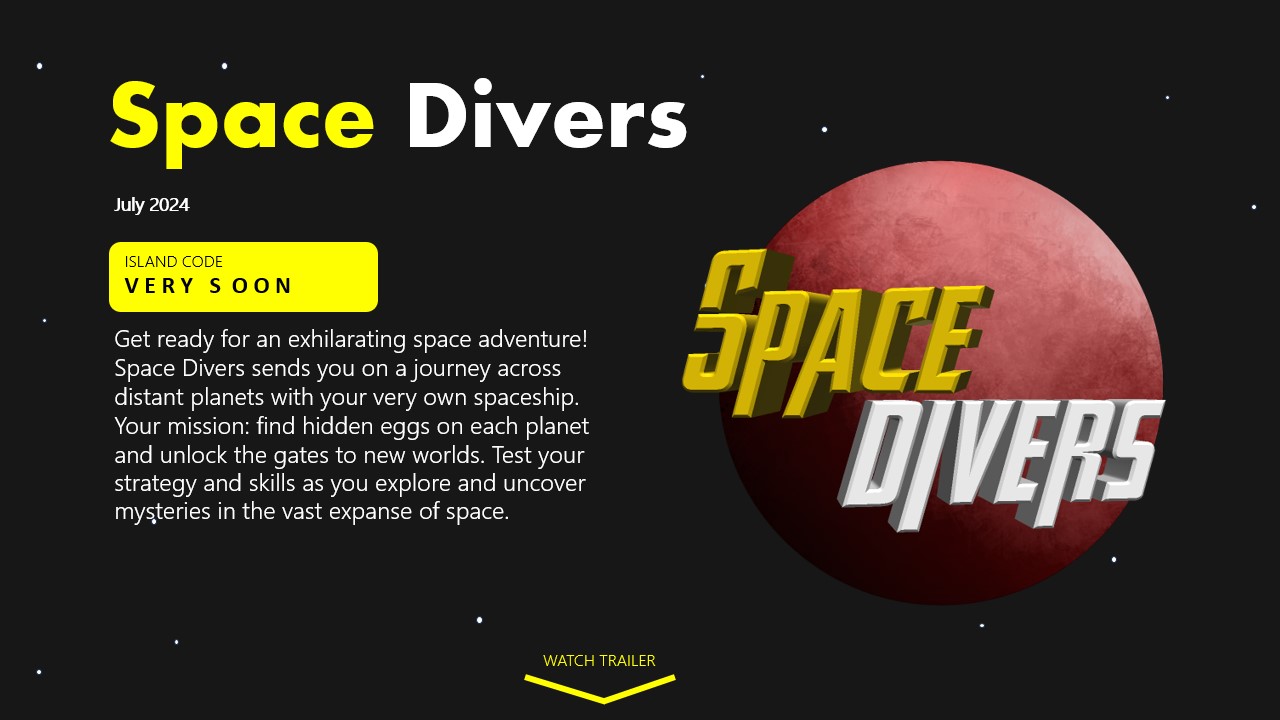 Space Divers
July 2024
ISLAND CODE
VERY SOON
Get ready for an exhilarating space adventure!
Space Divers sends you on a journey across
distant planets with your very own spaceship.
Your mission: find hidden eggs on each planet
and unlock the gates to new worlds. Test your
strategy and skills as you explore and uncover
mysteries in the vast expanse of space.
SPACE
DIVERS
WATCH TRAILER